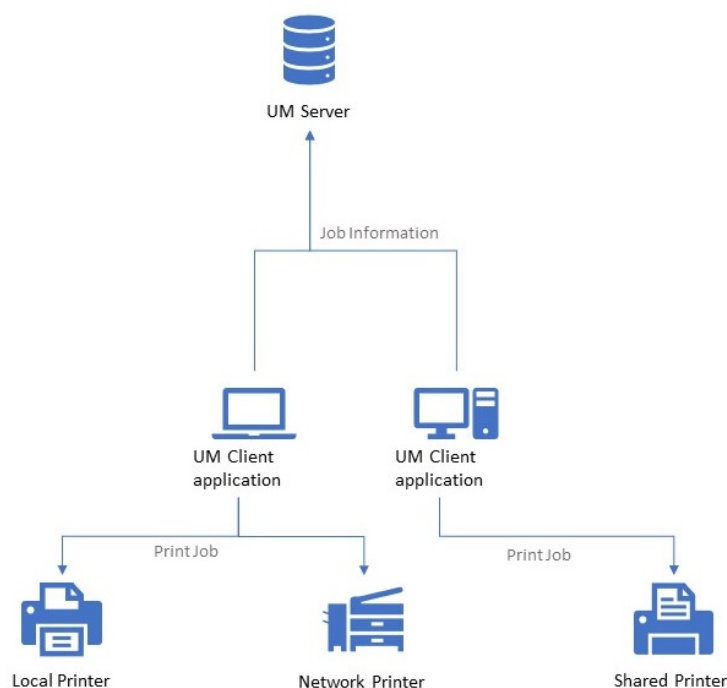 UM Server
Job Information
UM Client
application
UM Client
application
Print Job
Print Job
Local Printer
Network Printer
Shared Printer